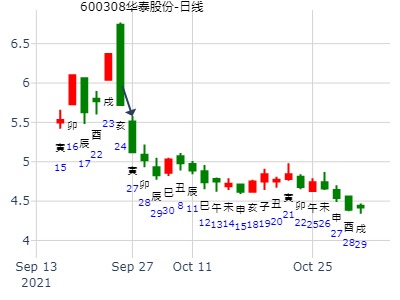 600308华泰股份-日线
6.5
6
5.5
5
4.5
4
寅
15
卯
16
辰
17
酉
22
戌
23
亥
24
寅
27
卯
28
辰
29
巳
30
丑
8
辰
11
巳
12
午
13
未
14
申
15
亥
18
子
19
丑
20
寅
21
卯
22
午
25
未
26
申
27
酉
28
戌
29
Sep 13
2021
Sep 27
Oct 11
Oct 25